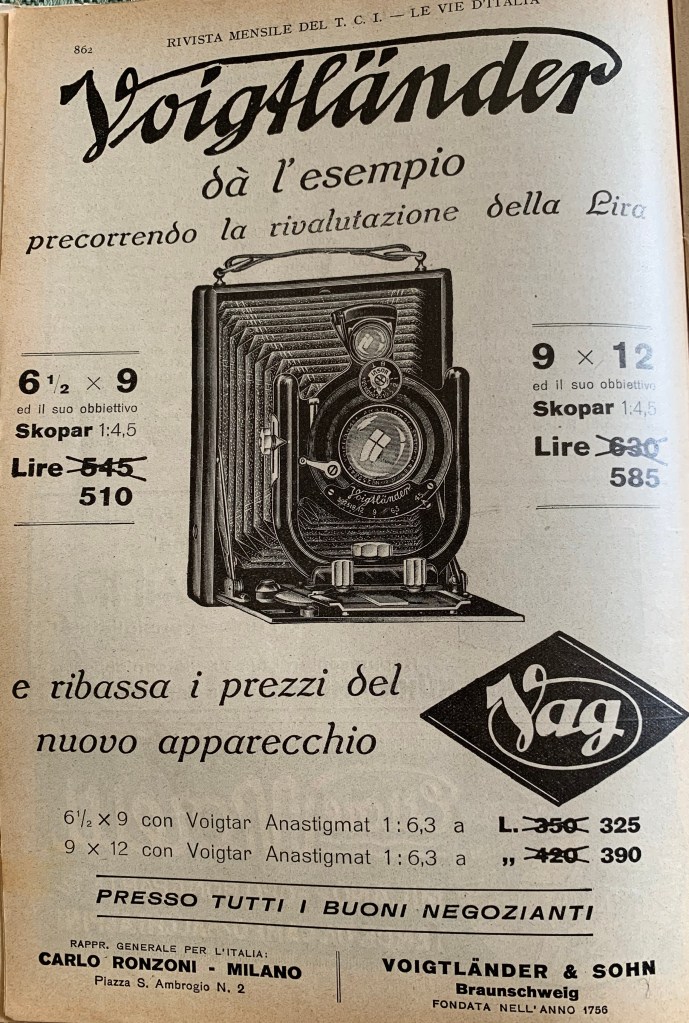 862
RIVISTA MENSILE DEL T. C. I. — LE VIE D'ITALIA
Voigtländer
dà l'esempio
precorrendo la rivalutazione della Lira
6 1/2 × 9
ed il suo obbiettivo
Skopar 1:4,5
Lire 545
510
9 × 12
ed il suo obbiettivo
Skopar 1:4,5
Lire 630
585
Voigtländer
e ribassa i prezzi del
nuovo apparecchio
Vag
6 1/2 × 9 con Voigtar Anastigmat 1 : 6,3 a L. 350 325
9 × 12 con Voigtar Anastigmat 1 : 6,3 a „ 420 390
PRESSO TUTTI I BUONI NEGOZIANTI
RAPPR. GENERALE PER L'ITALIA:
CARLO RONZONI - MILANO
Piazza S. Ambrogio N. 2
VOIGTLÄNDER & SOHN
Braunschweig
FONDATA NELL'ANNO 1756